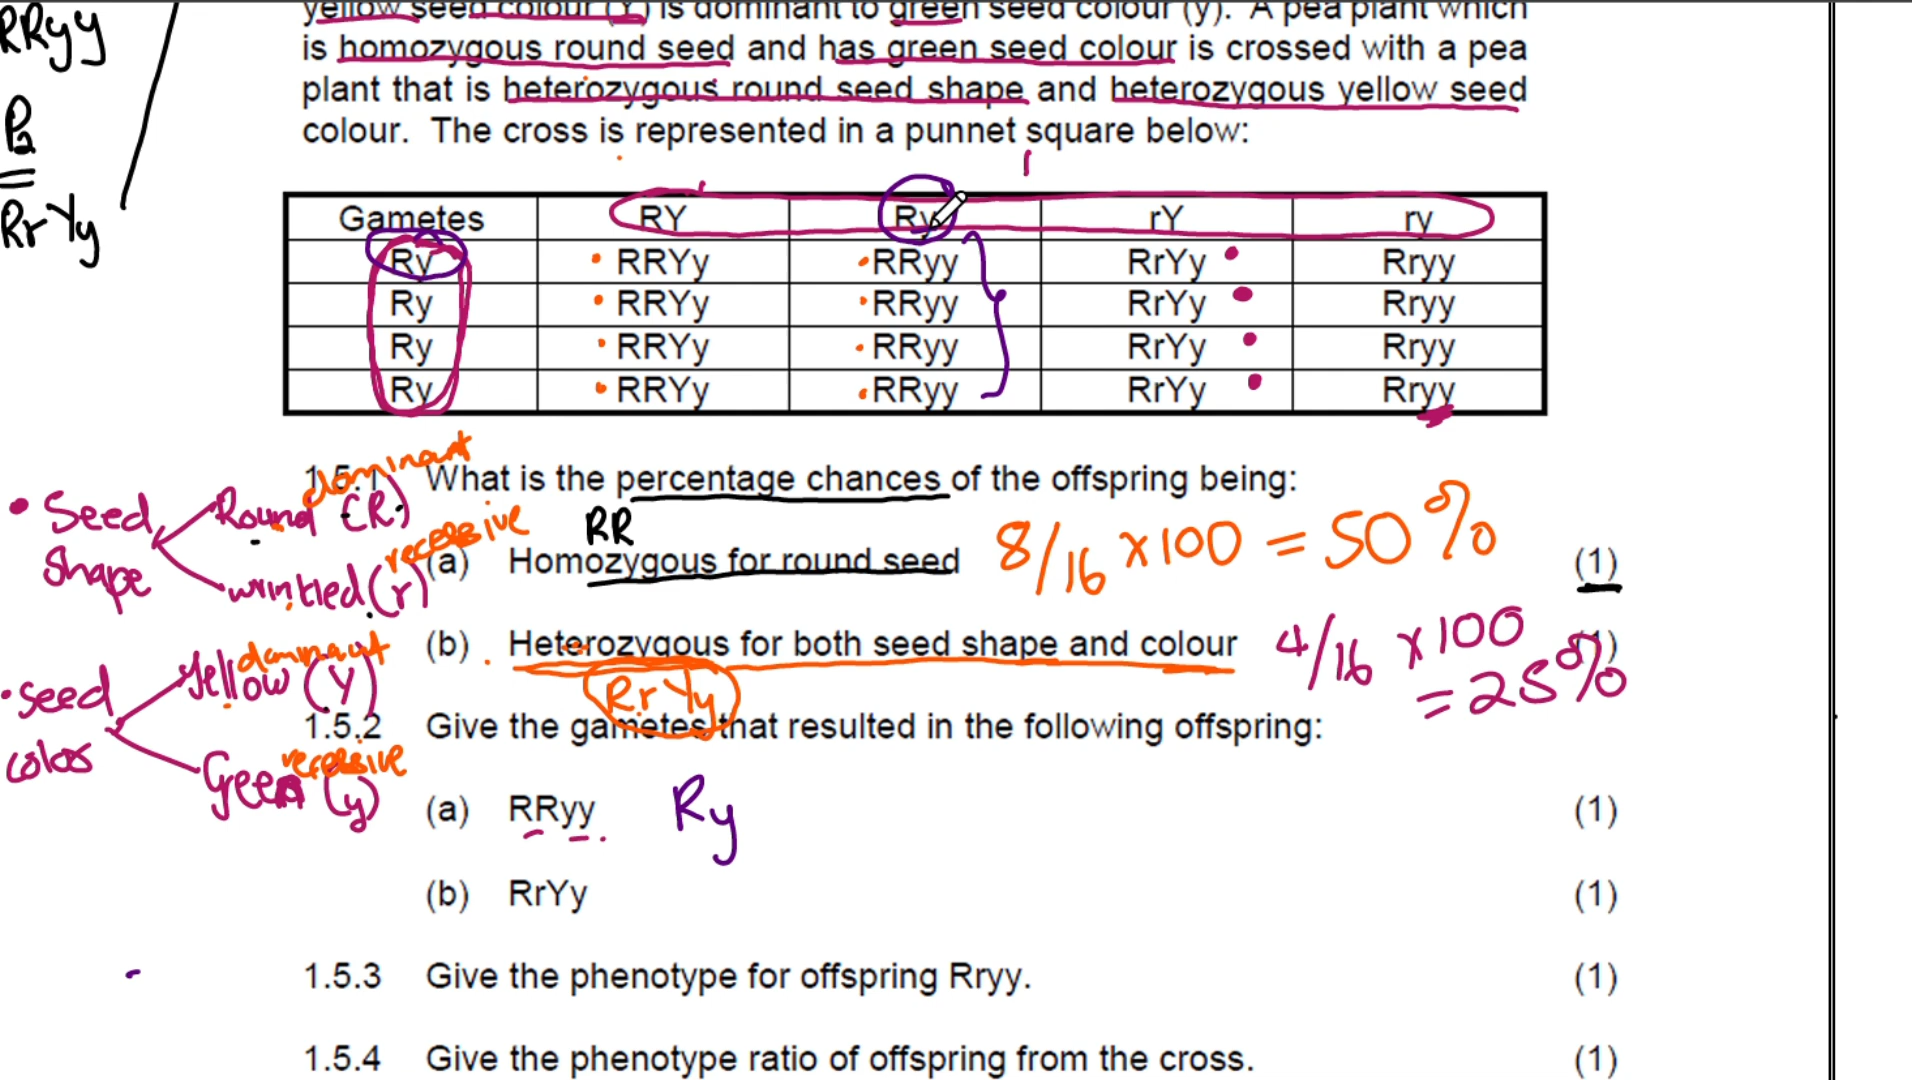 RRyy
P2
RrYy
yellow seed colour (Y) is dominant to green seed colour (y). A pea plant which
is homozygous round seed and has green seed colour is crossed with a pea
plant that is heterozygous round seed shape and heterozygous yellow seed
colour. The cross is represented in a punnet square below:
Gametes RY Ry rY ry
Ry RRYy RRyy RrYy Rryy
Ry RRYy RRyy RrYy Rryy
Ry RRYy RRyy RrYy Rryy
Ry RRYy RRyy RrYy Rryy
1.5.1 What is the percentage chances of the offspring being:
RR
(a) Homozygous for round seed 8/16 x100 = 50% (1)
(b) Heterozygous for both seed shape and colour 4/16 x100 = 25% (1)
RrYy
1.5.2 Give the gametes that resulted in the following offspring:
(a) RRyy Ry (1)
(b) RrYy (1)
1.5.3 Give the phenotype for offspring Rryy. (1)
1.5.4 Give the phenotype ratio of offspring from the cross. (1)
Seed shape
dominant
Round (R)
recessive
wrinkled (r)
seed color
dominant
Yellow (Y)
recessive
Green (y)